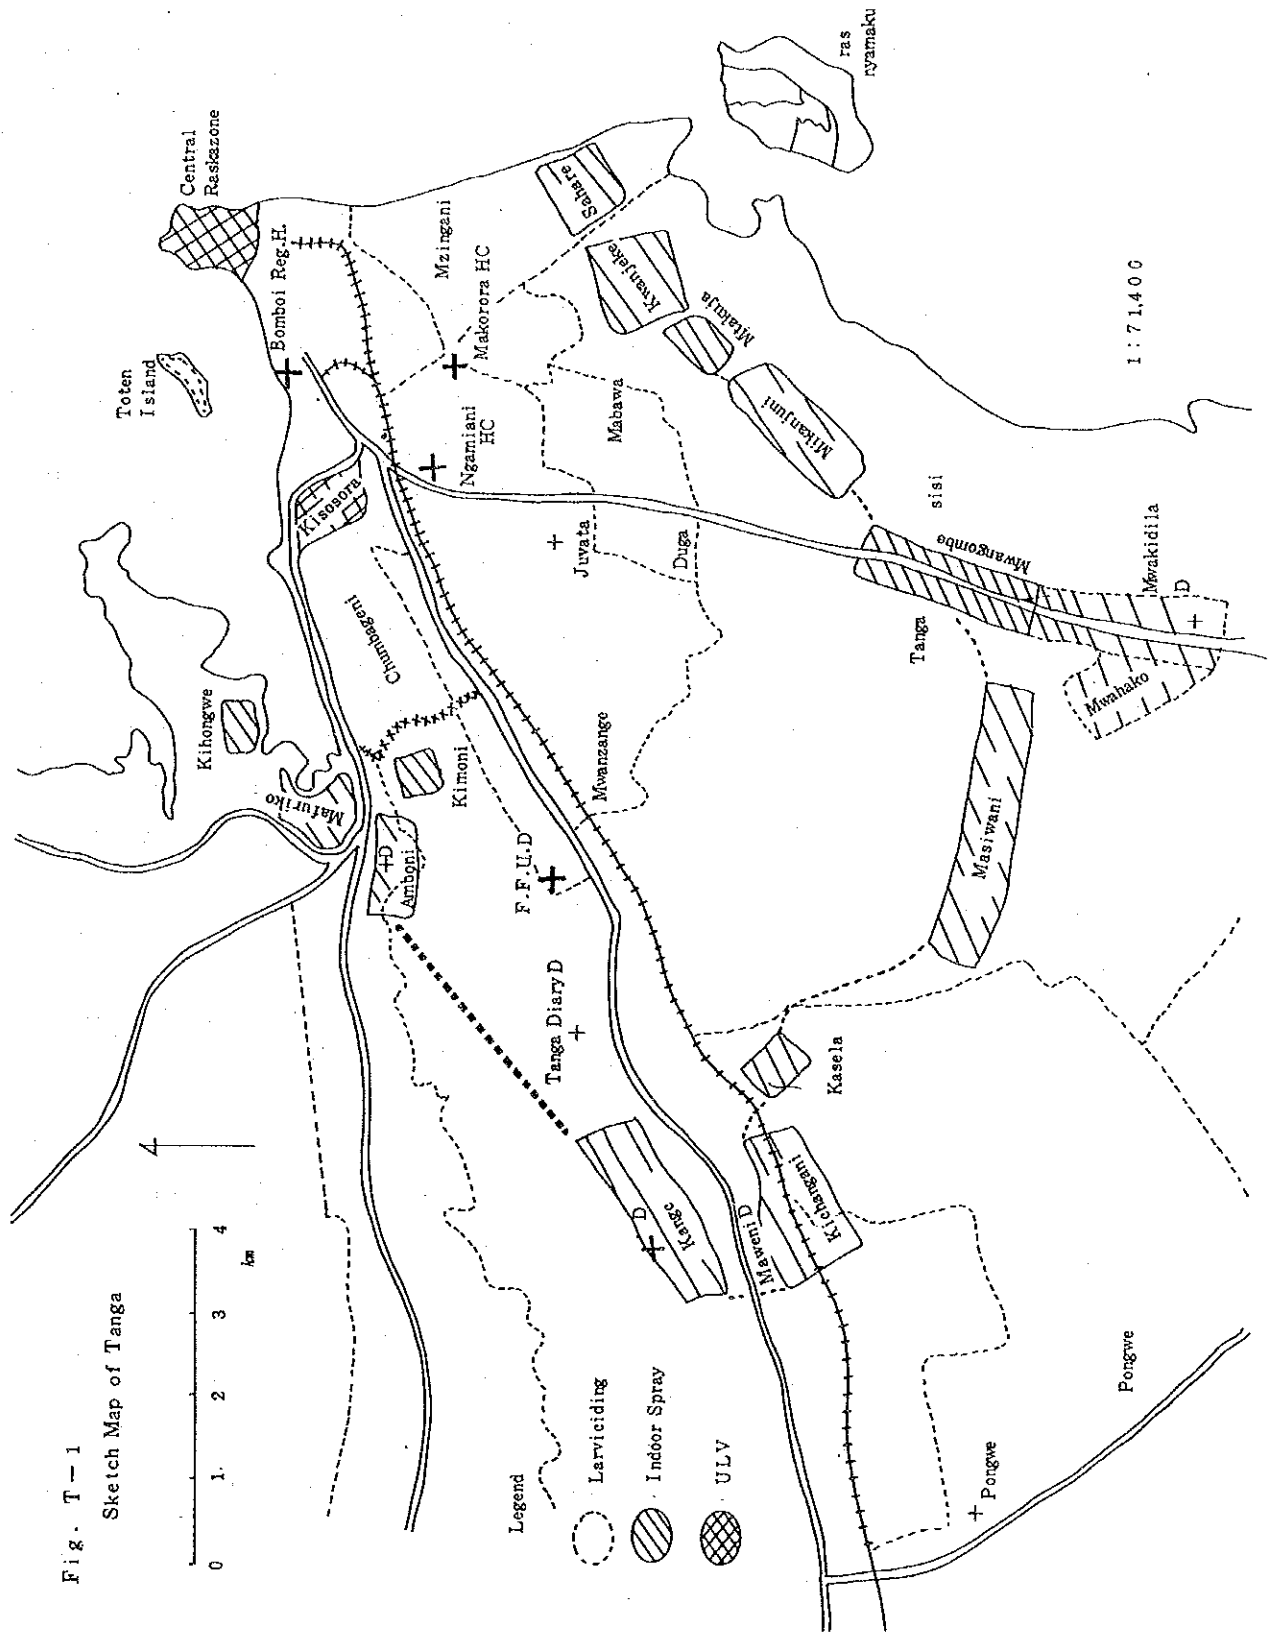 Fig. T-1
Sketch Map of Tanga
0 1. 2 3 4
km
Legend
Larviciding
Indoor Spray
ULV
Toten
Island
Central
Raskazone
Bomboi Reg.H.
Kihongwe
Mafuriko
Kisosora
Chumbageni
Kimoni
D
Amboni
F.F.U.D
Tanga Diary D
Ngamiani
HC
Makorora HC
Mzingani
Juvata
Mabawa
Duga
Mwanzange
Sahare
Kwanjeke
Mtakuja
Mikanjuni
ras
nyamaku
D
Kange
Maweni D
Kichangani
Kasela
Masiwani
Tanga
sisi
Mwangombe
Mwahako
Mwakidila
D
Pongwe
Pongwe
1:71,400